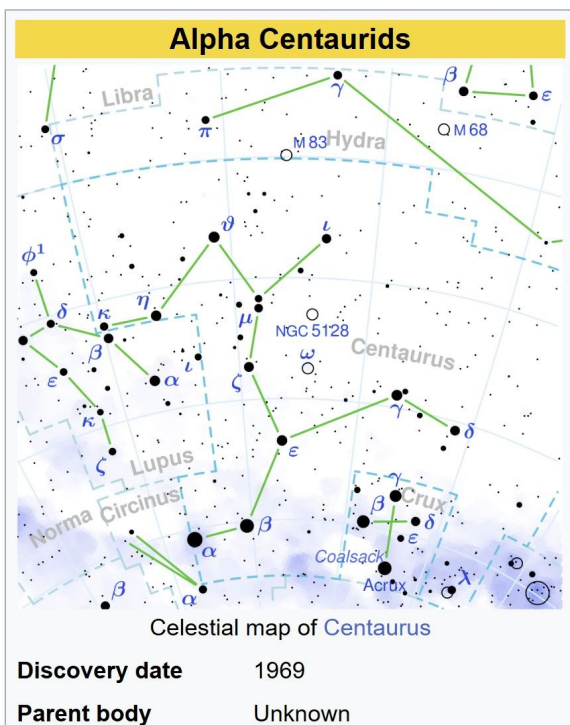 Alpha Centaurids
Libra
γ
β
ε
σ
π
M 83
Hydra
M 68
ϑ
ι
ϕ1
δ
κ
η
μ
NGC 5128
β
Centaurus
ω
ε
α
ι
ζ
γ
κ
δ
ζ
Lupus
ε
γ
Norma
Circinus
Crux
α
β
β
δ
ε
Coalsack
Acrux
β
α
λ
Celestial map of Centaurus
Discovery date 1969
Parent body Unknown